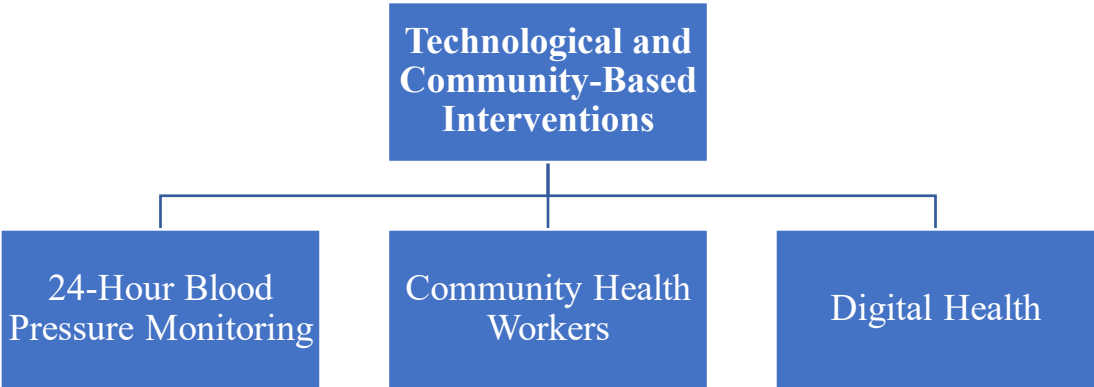 Technological and
Community-Based
Interventions
24-Hour Blood
Pressure Monitoring
Community Health
Workers
Digital Health